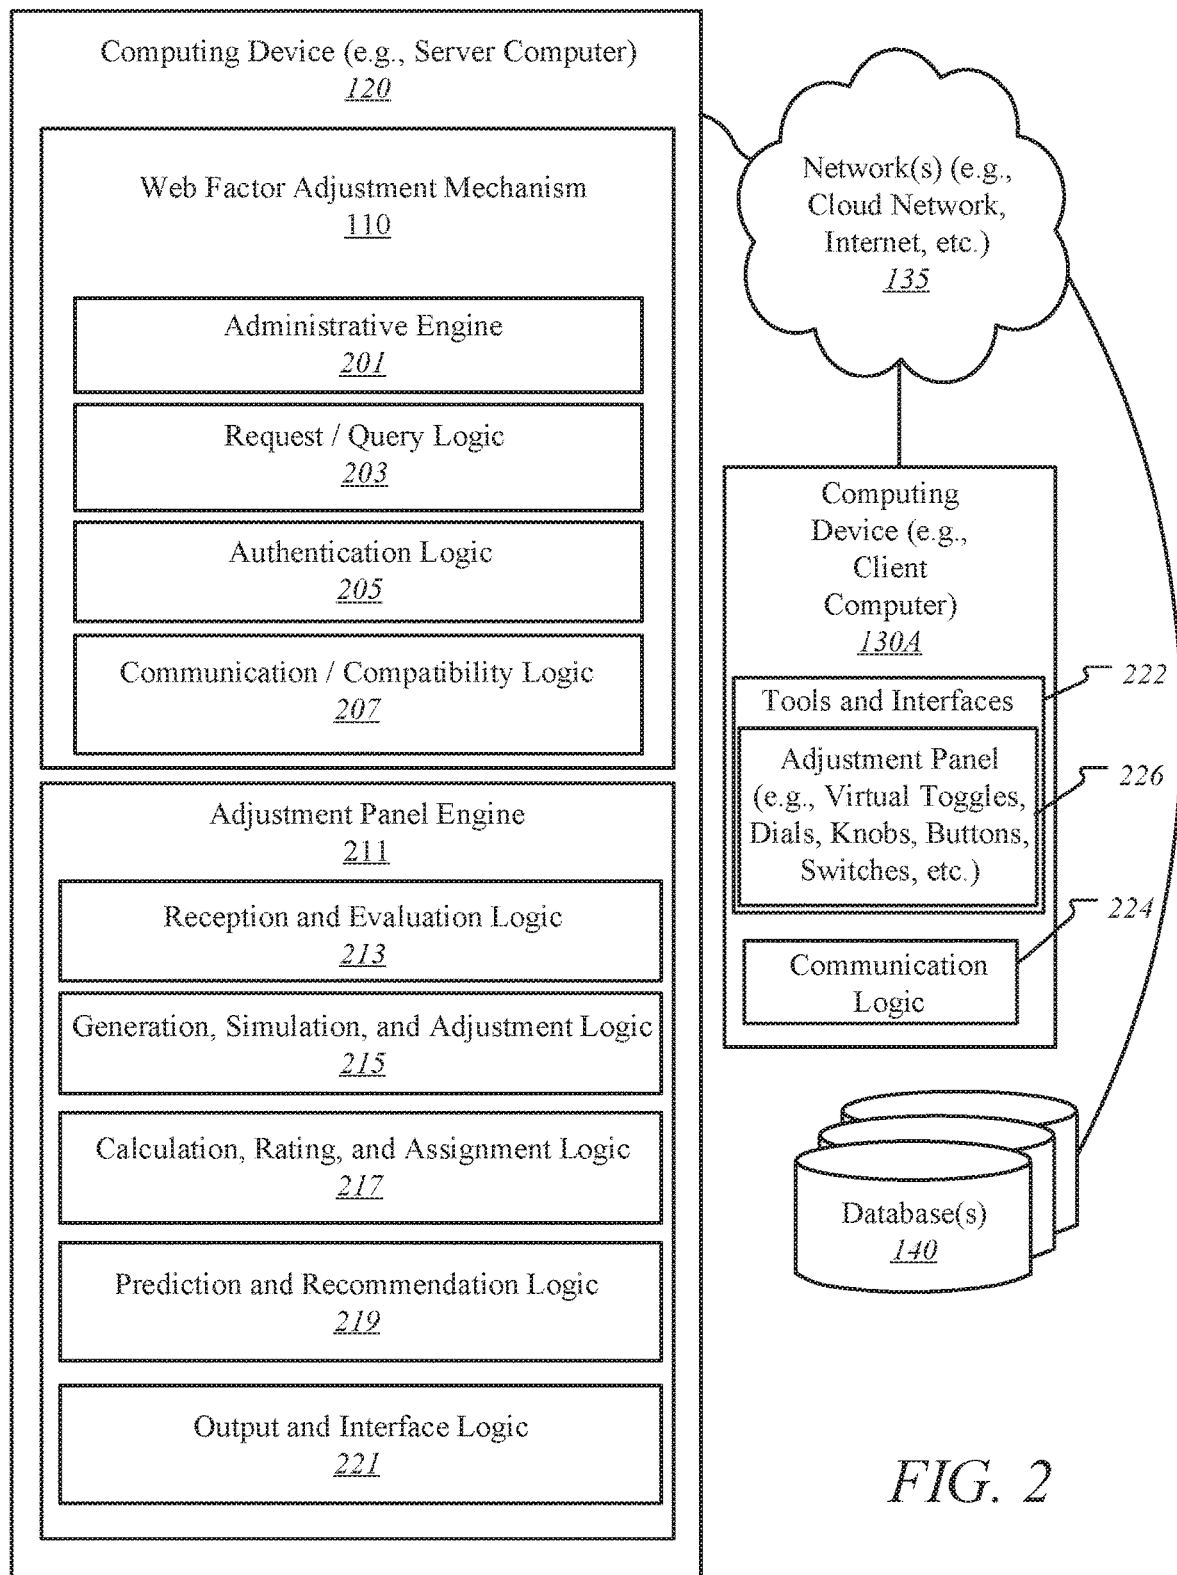 Computing Device (e.g., Server Computer)
120
Web Factor Adjustment Mechanism
110
Administrative Engine
201
Request / Query Logic
203
Authentication Logic
205
Communication / Compatibility Logic
207
Adjustment Panel Engine
211
Reception and Evaluation Logic
213
Generation, Simulation, and Adjustment Logic
215
Calculation, Rating, and Assignment Logic
217
Prediction and Recommendation Logic
219
Output and Interface Logic
221
Network(s) (e.g.,
Cloud Network,
Internet, etc.)
135
Computing
Device (e.g.,
Client
Computer)
130A
Tools and Interfaces
222
Adjustment Panel
(e.g., Virtual Toggles,
Dials, Knobs, Buttons,
Switches, etc.)
226
Communication
Logic
224
Database(s)
140
FIG. 2